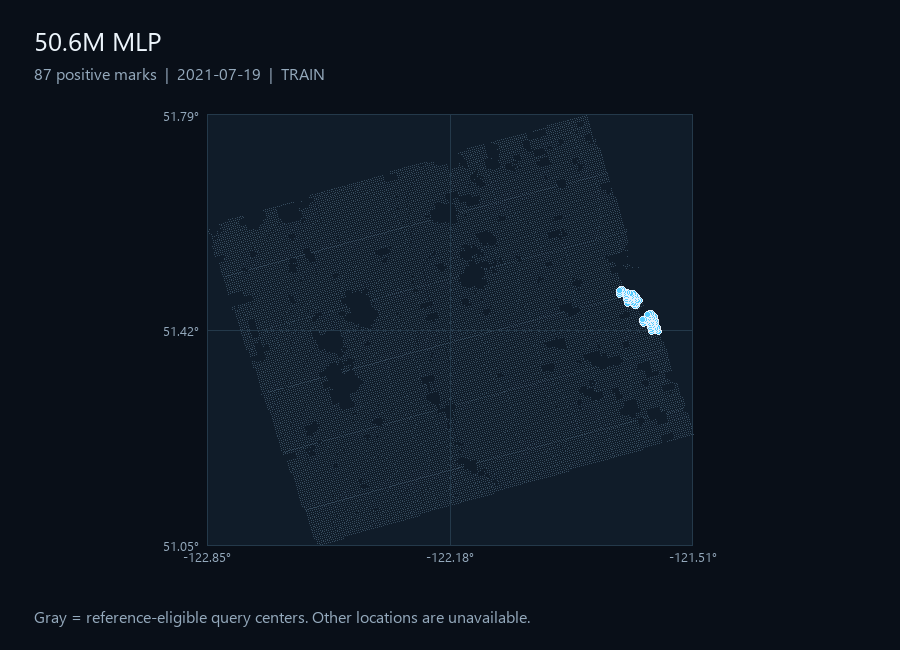 50.6M MLP
87 positive marks | 2021-07-19 | TRAIN
51.79°
51.42°
51.05°
-122.85°
-122.18°
-121.51°
Gray = reference-eligible query centers. Other locations are unavailable.